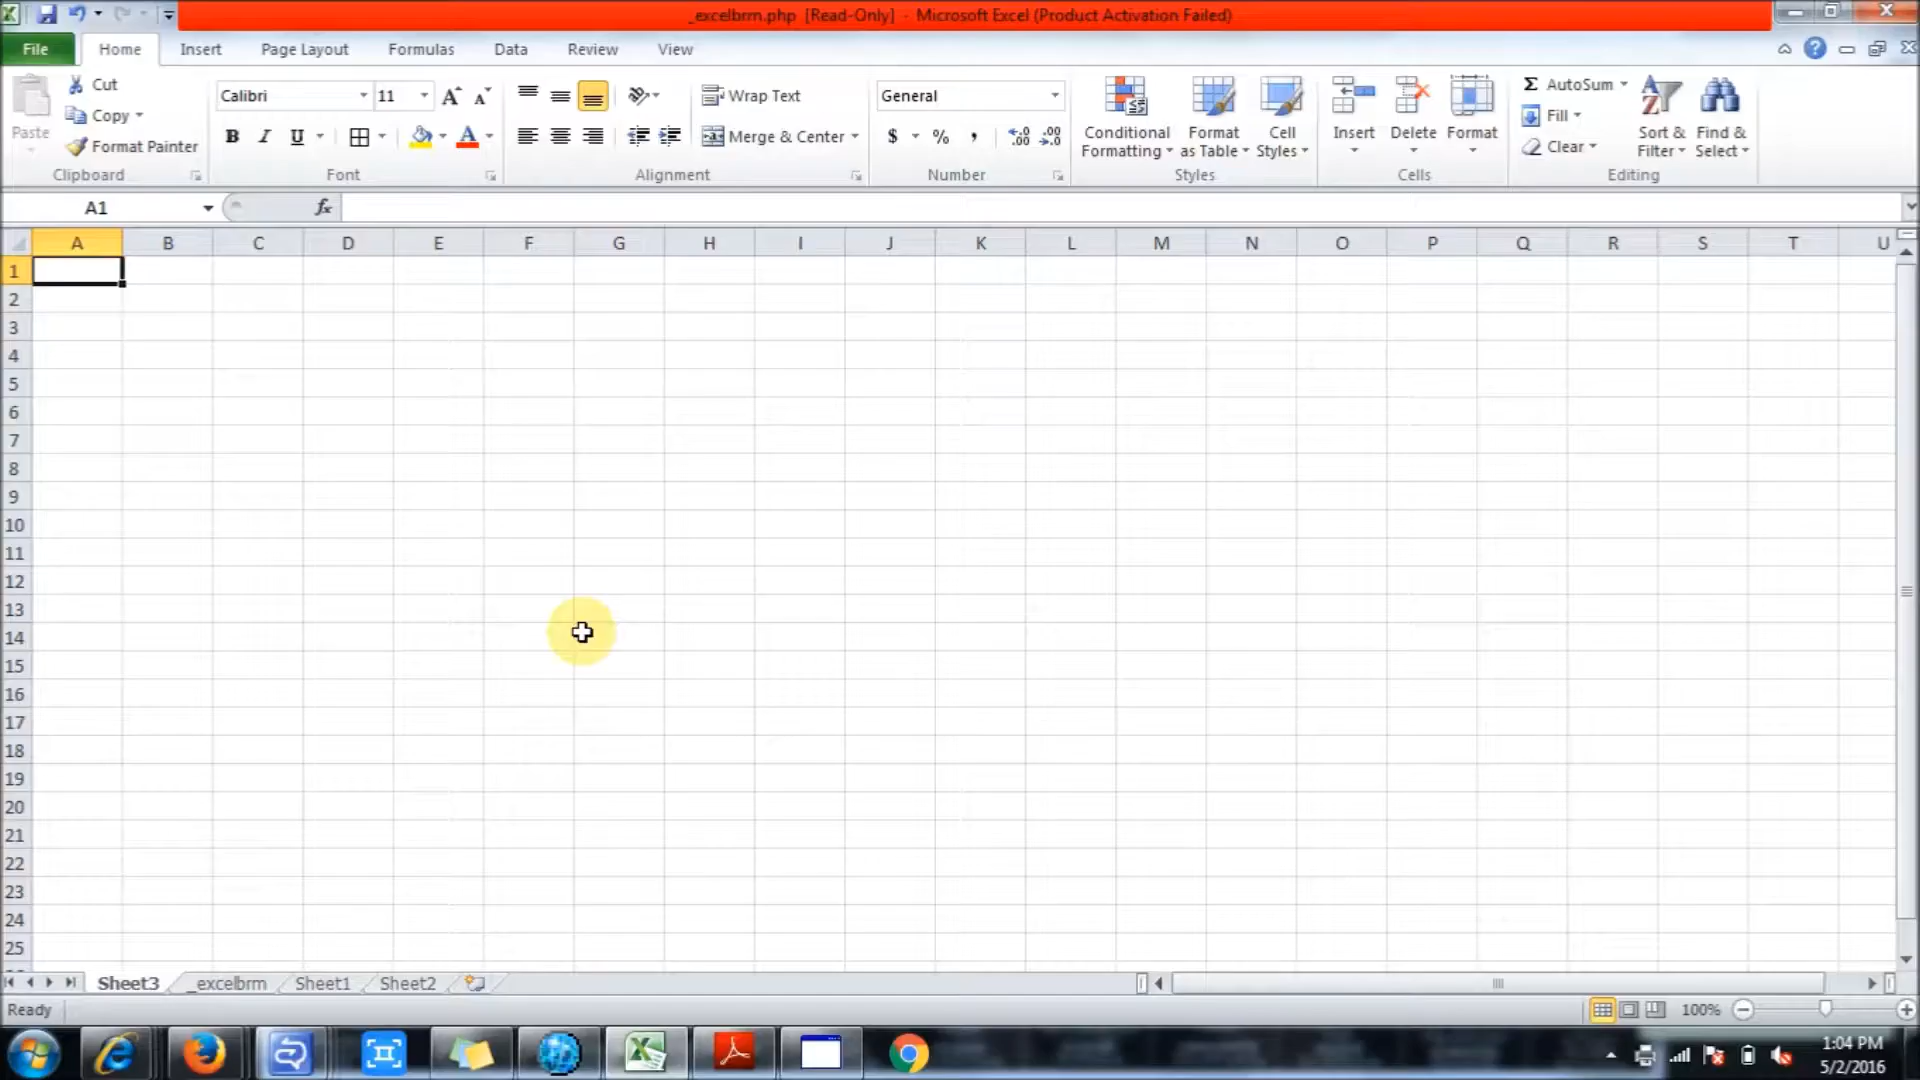 _excelbrm.php [Read-Only] - Microsoft Excel (Product Activation Failed)
File Home Insert Page Layout Formulas Data Review View
Paste
Cut
Copy
Format Painter
Clipboard
Calibri 11
B I U A
Font
Wrap Text
Merge & Center
Alignment
General
$ % ,
Number
Conditional Formatting
Format as Table
Cell Styles
Styles
Insert Delete Format
Cells
Σ AutoSum
Fill
Clear
Sort & Filter
Find & Select
Editing
A1 fx
A B C D E F G H I J K L M N O P Q R S T U
1
2
3
4
5
6
7
8
9
10
11
12
13
14
15
16
17
18
19
20
21
22
23
24
25
Sheet3 _excelbrm Sheet1 Sheet2
Ready 100%
1:04 PM
5/2/2016